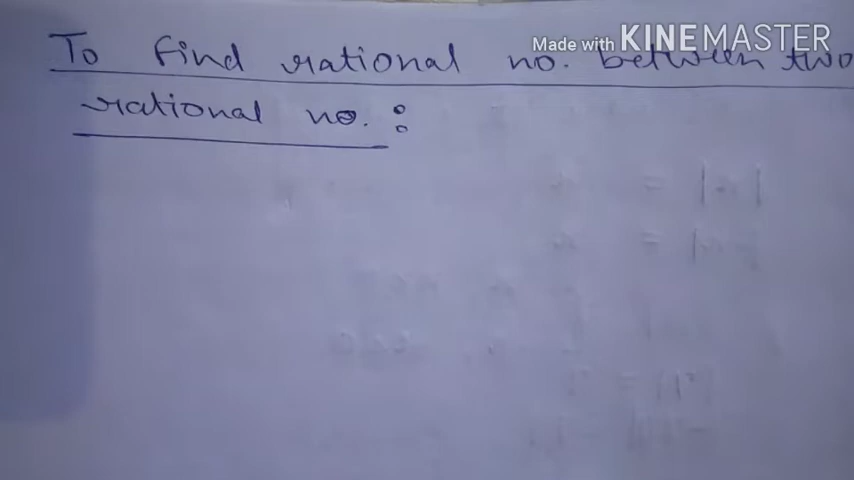 Made with KINEMASTER
To find rational no. between two
rational no. :